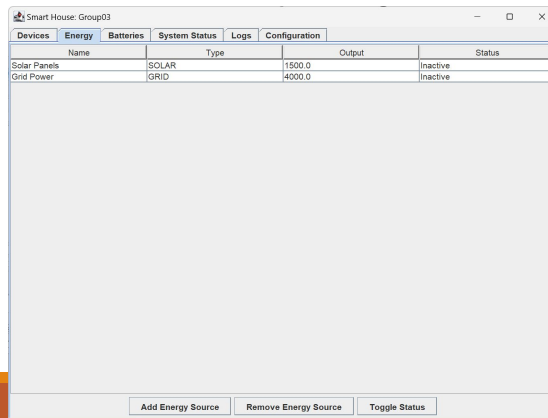 Smart House: Group03
Devices Energy Batteries System Status Logs Configuration
Name Type Output Status
Solar Panels SOLAR 1500.0 Inactive
Grid Power GRID 4000.0 Inactive
Add Energy Source Remove Energy Source Toggle Status